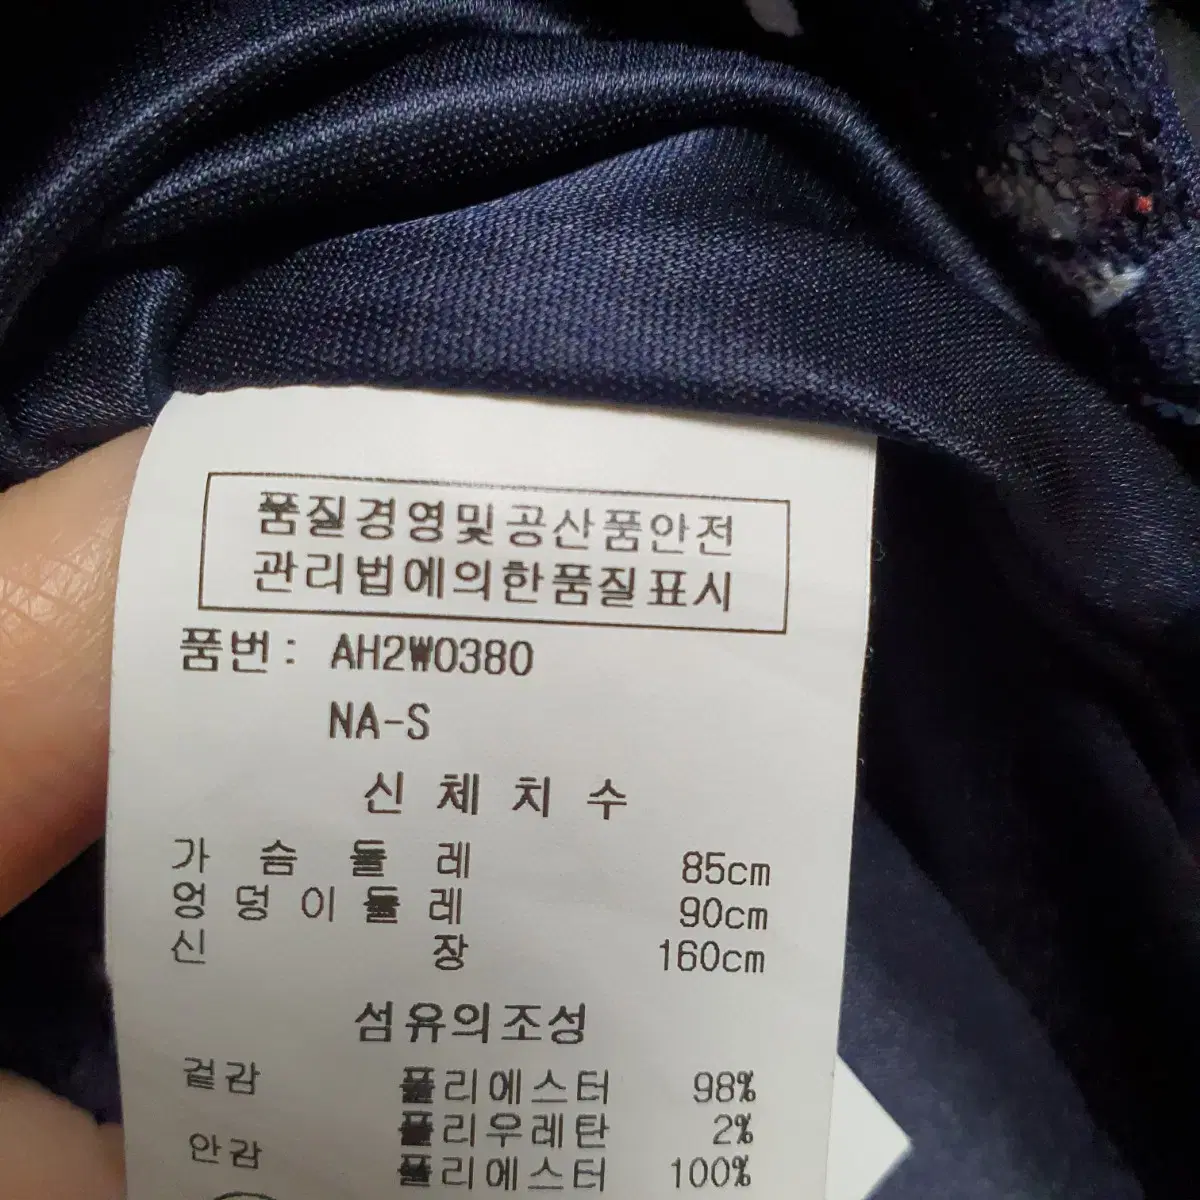 품질경영및공산품안전
관리법에의한품질표시
품번: AH2W0380
NA-S
신 체 치 수
가 슴 둘 레 85cm
엉 덩 이 둘 레 90cm
신 장 160cm
섬유의조성
겉감 폴리에스터 98%
폴리우레탄 2%
안감 폴리에스터 100%